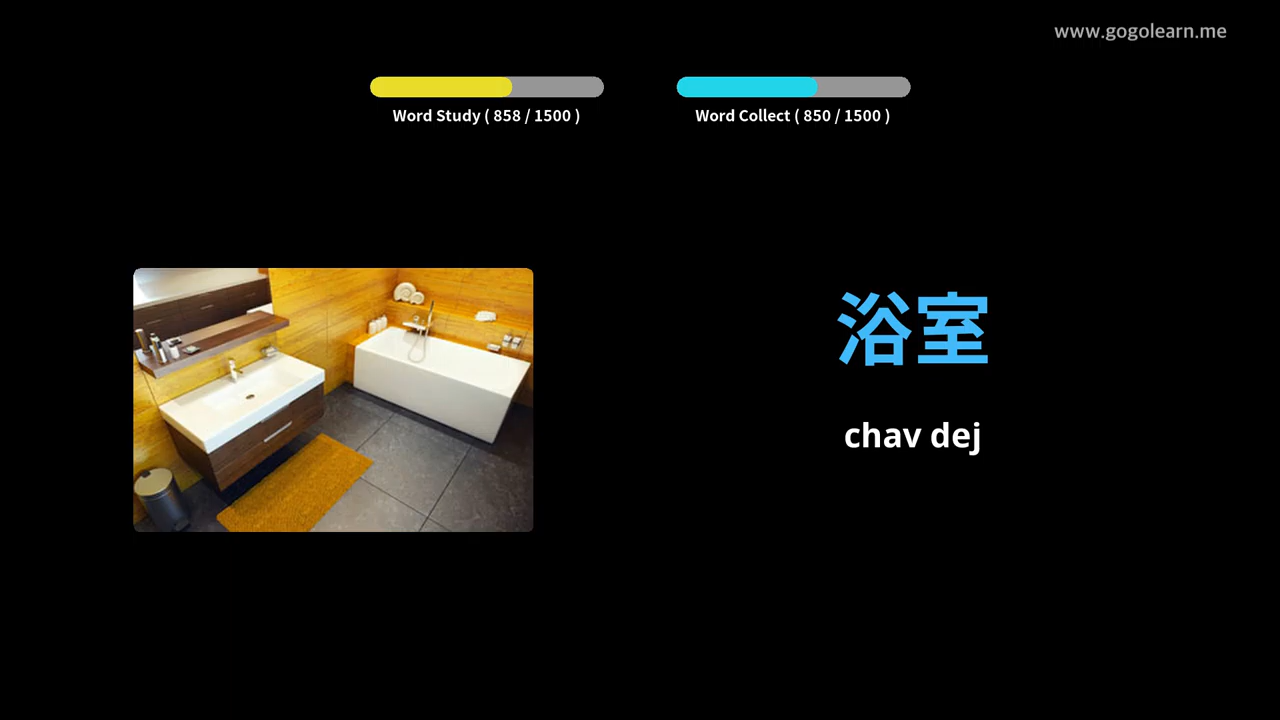 www.gogolearn.me
Word Study ( 858 / 1500 )
Word Collect ( 850 / 1500 )
浴室
chav dej